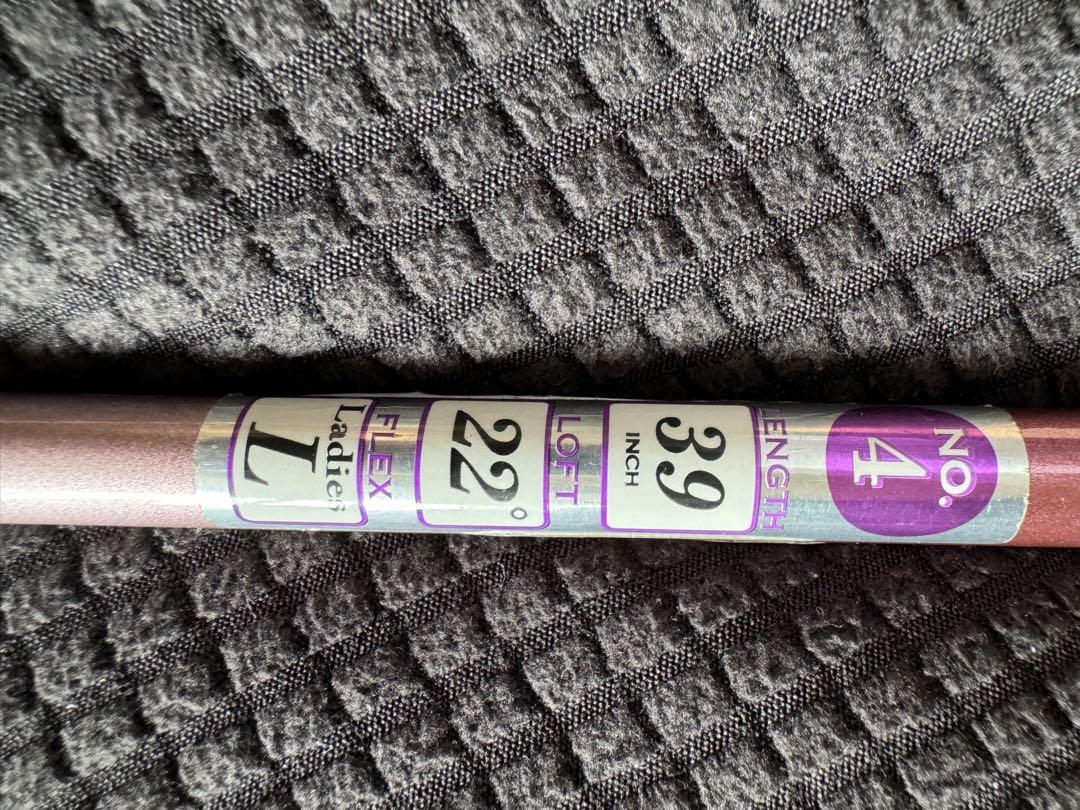 NO.
4
LENGTH
39
INCH
LOFT
22°
FLEX
Ladies
L